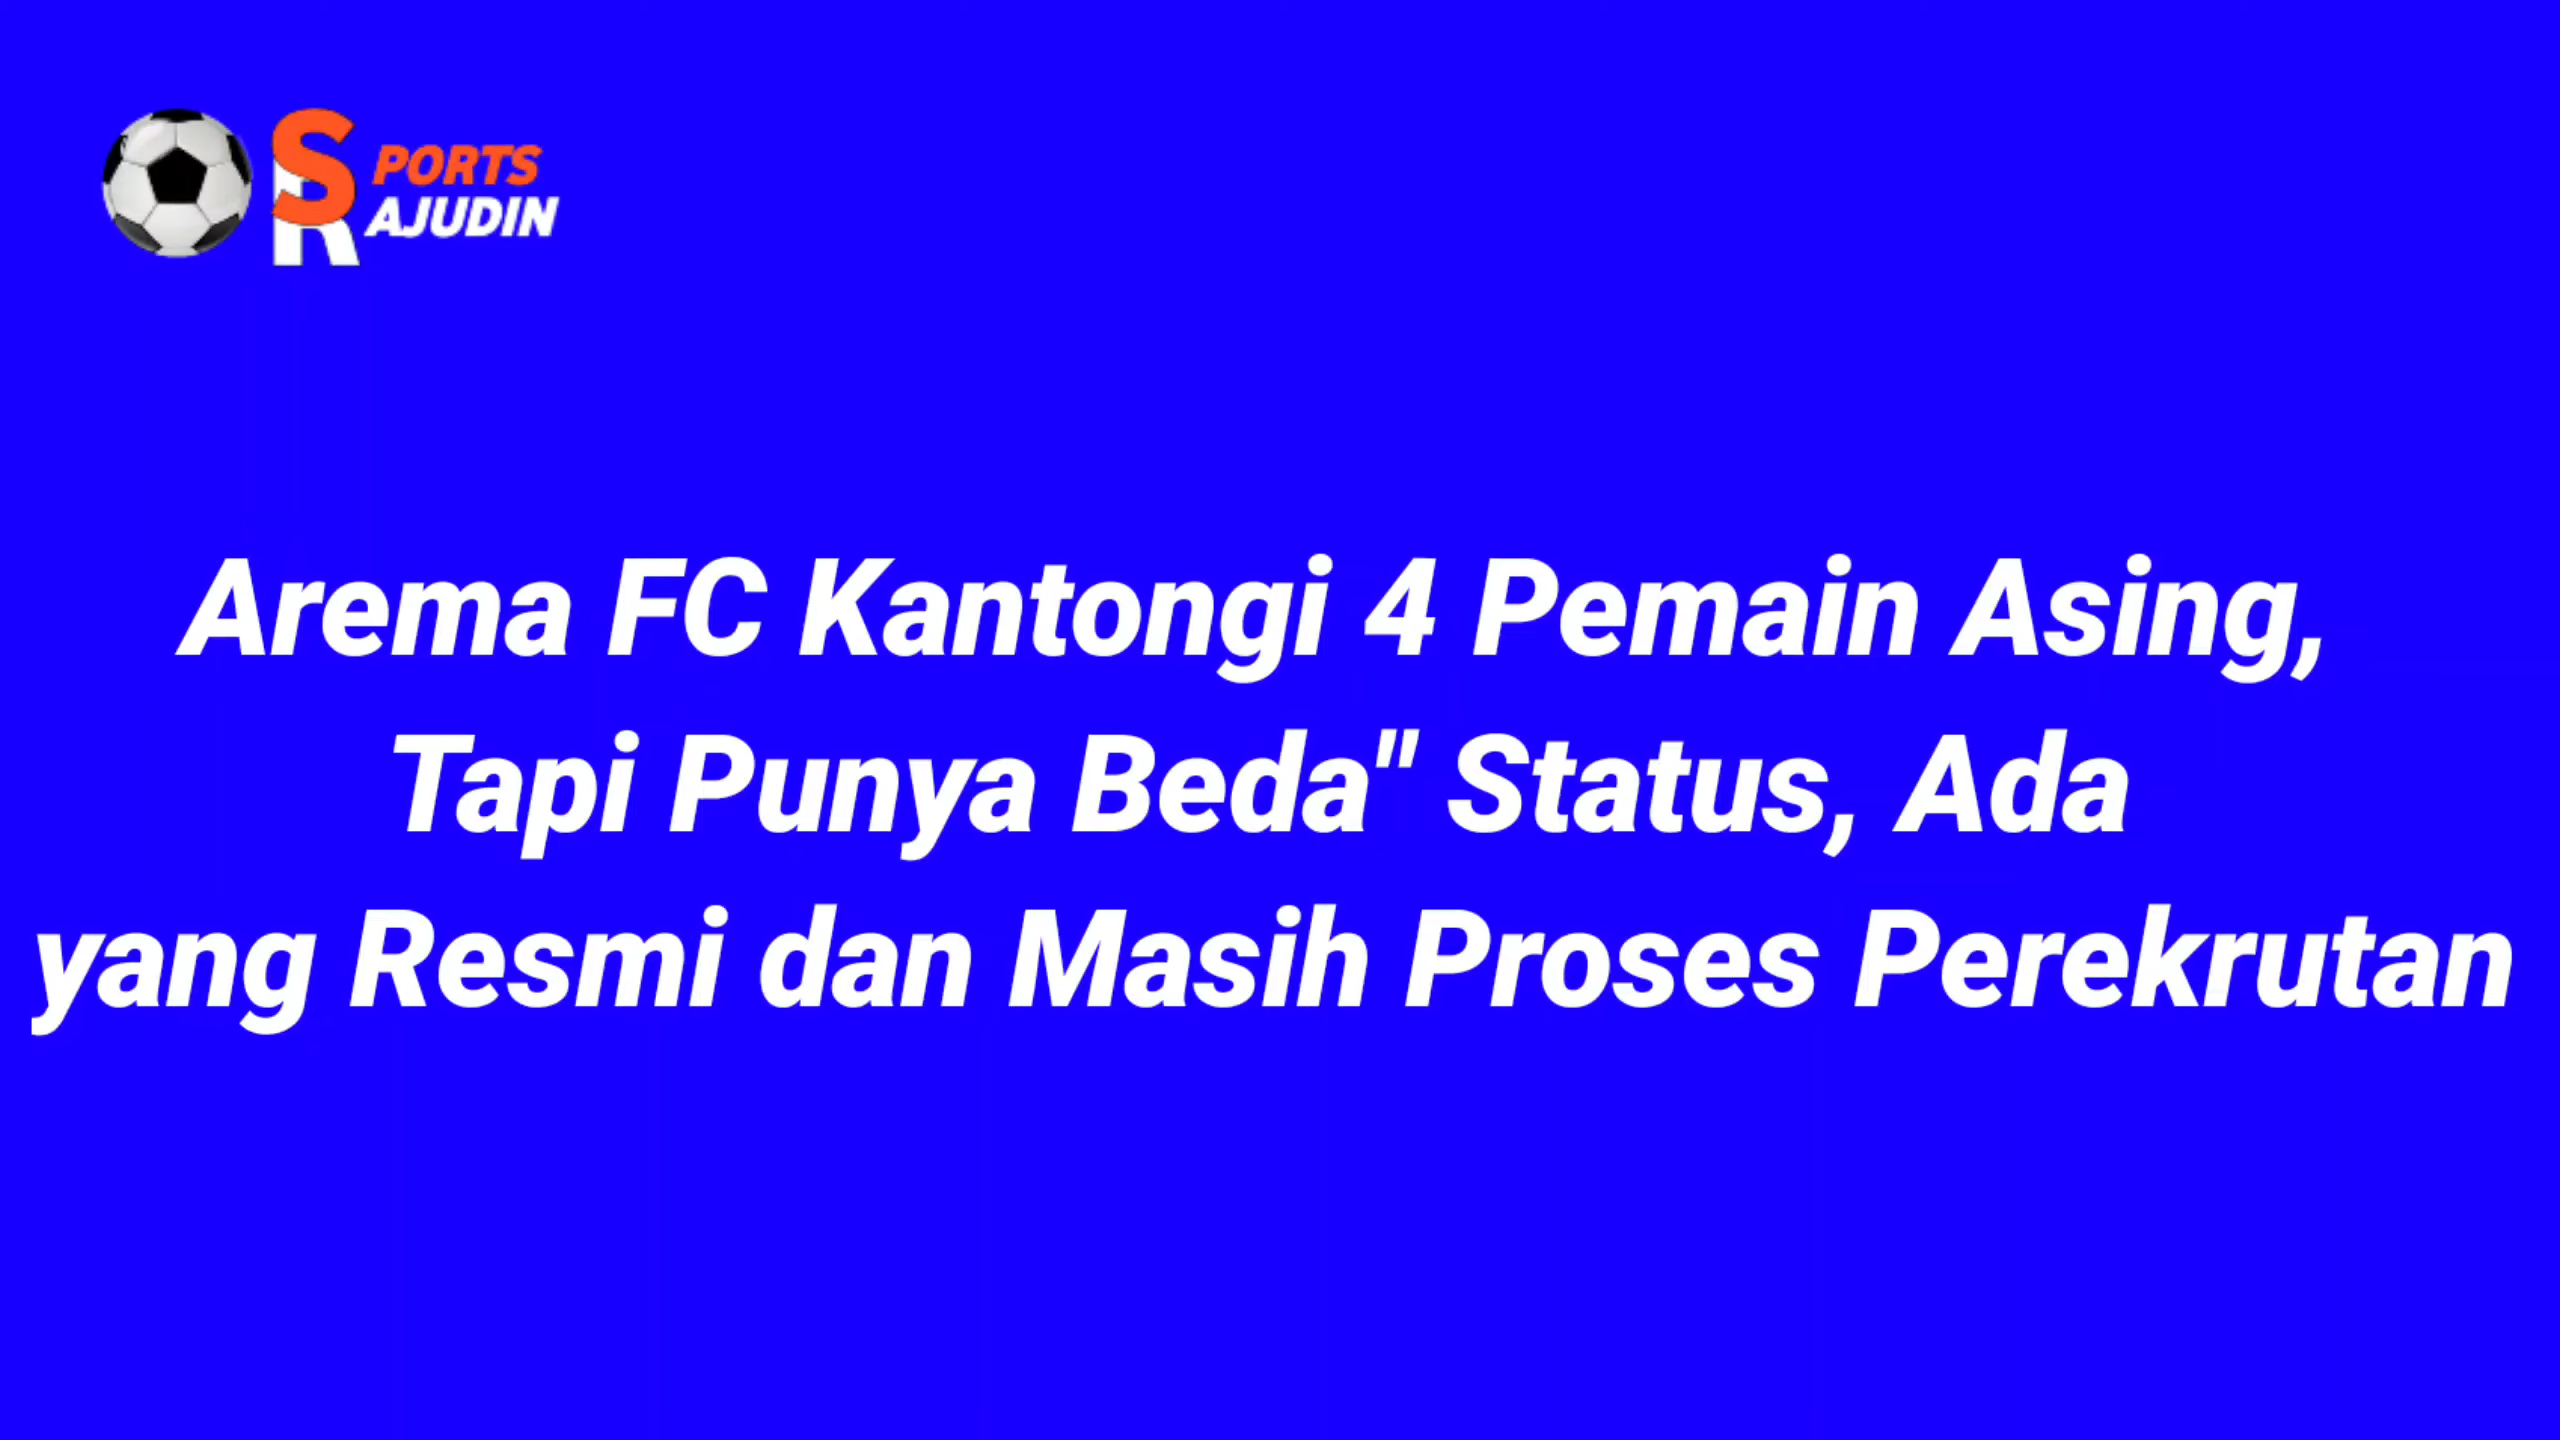 SPORTS
RAJUDIN
Arema FC Kantongi 4 Pemain Asing,
Tapi Punya Beda" Status, Ada
yang Resmi dan Masih Proses Perekrutan